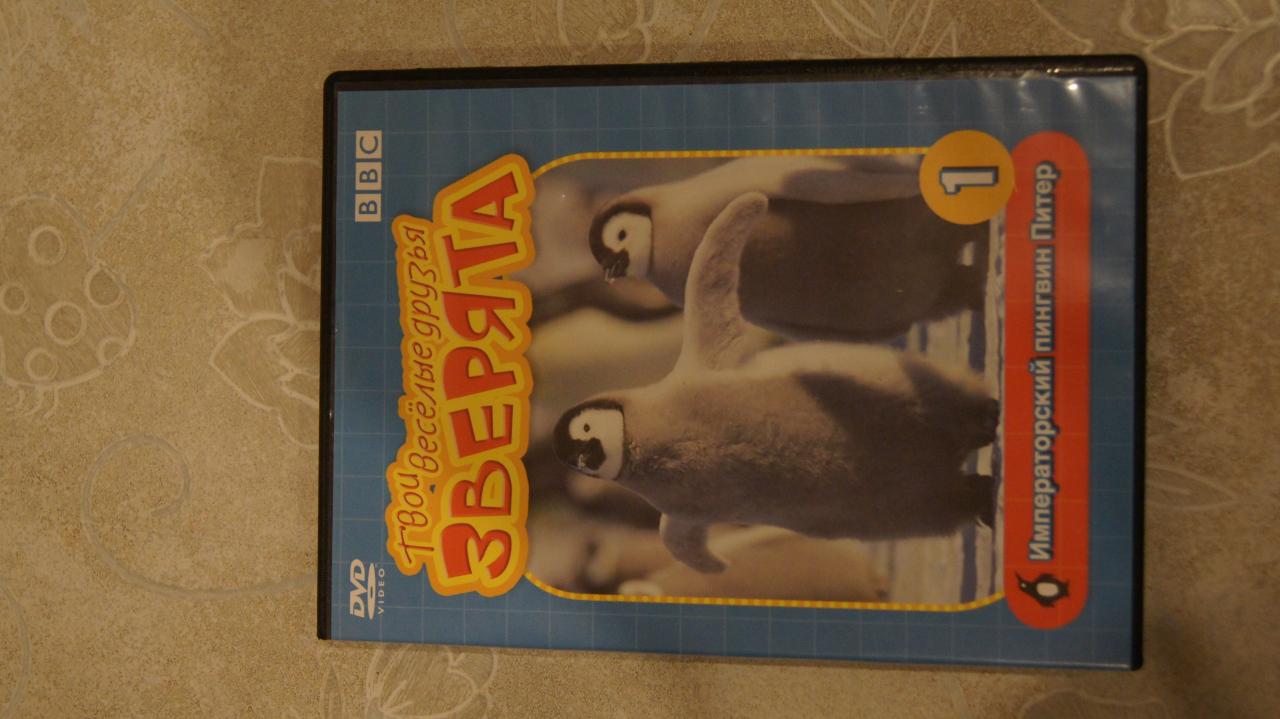 DVD
VIDEO
BBC
Твои весёлые друзья
ЗВЕРЯТА
1
Императорский пингвин Питер